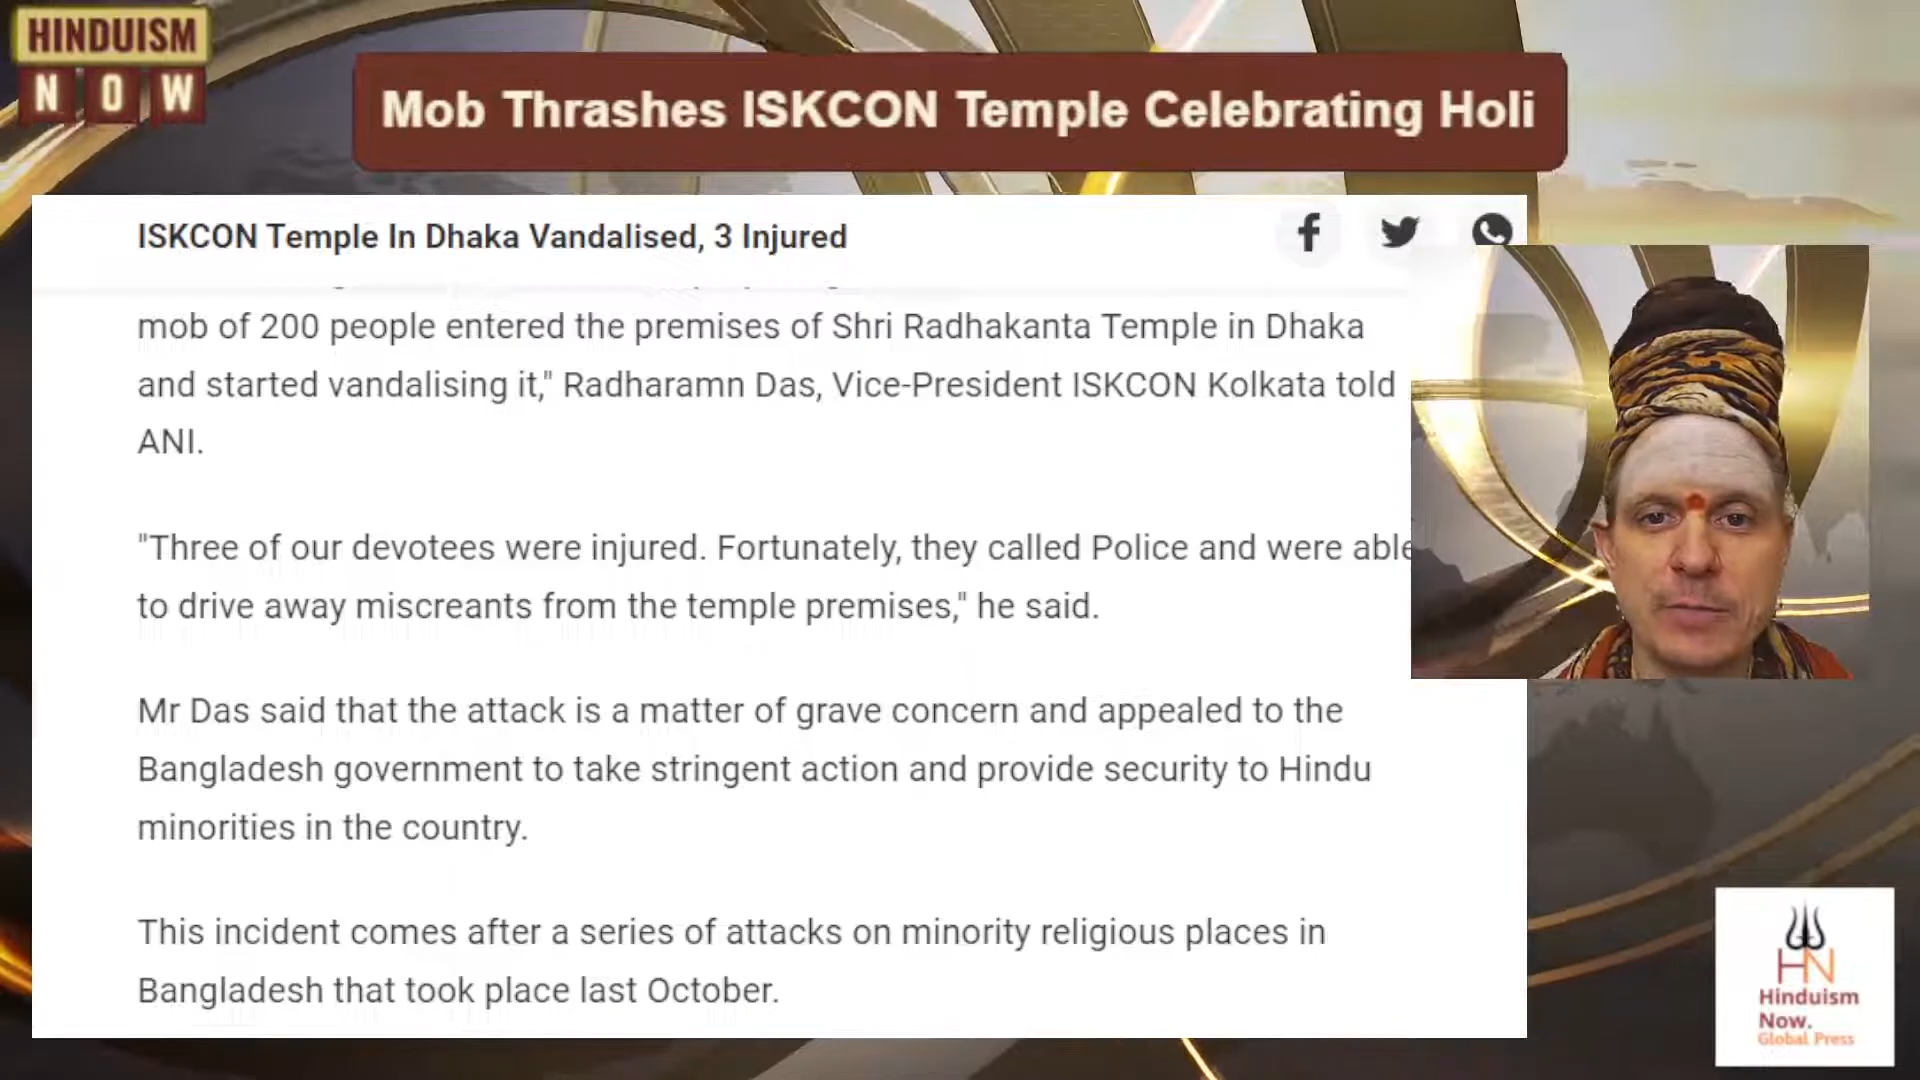 HINDUISM
NOW
Mob Thrashes ISKCON Temple Celebrating Holi
ISKCON Temple In Dhaka Vandalised, 3 Injured
mob of 200 people entered the premises of Shri Radhakanta Temple in Dhaka
and started vandalising it," Radharamn Das, Vice-President ISKCON Kolkata told
ANI.
"Three of our devotees were injured. Fortunately, they called Police and were able
to drive away miscreants from the temple premises," he said.
Mr Das said that the attack is a matter of grave concern and appealed to the
Bangladesh government to take stringent action and provide security to Hindu
minorities in the country.
This incident comes after a series of attacks on minority religious places in
Bangladesh that took place last October.
HN
Hinduism
Now.
Global Press